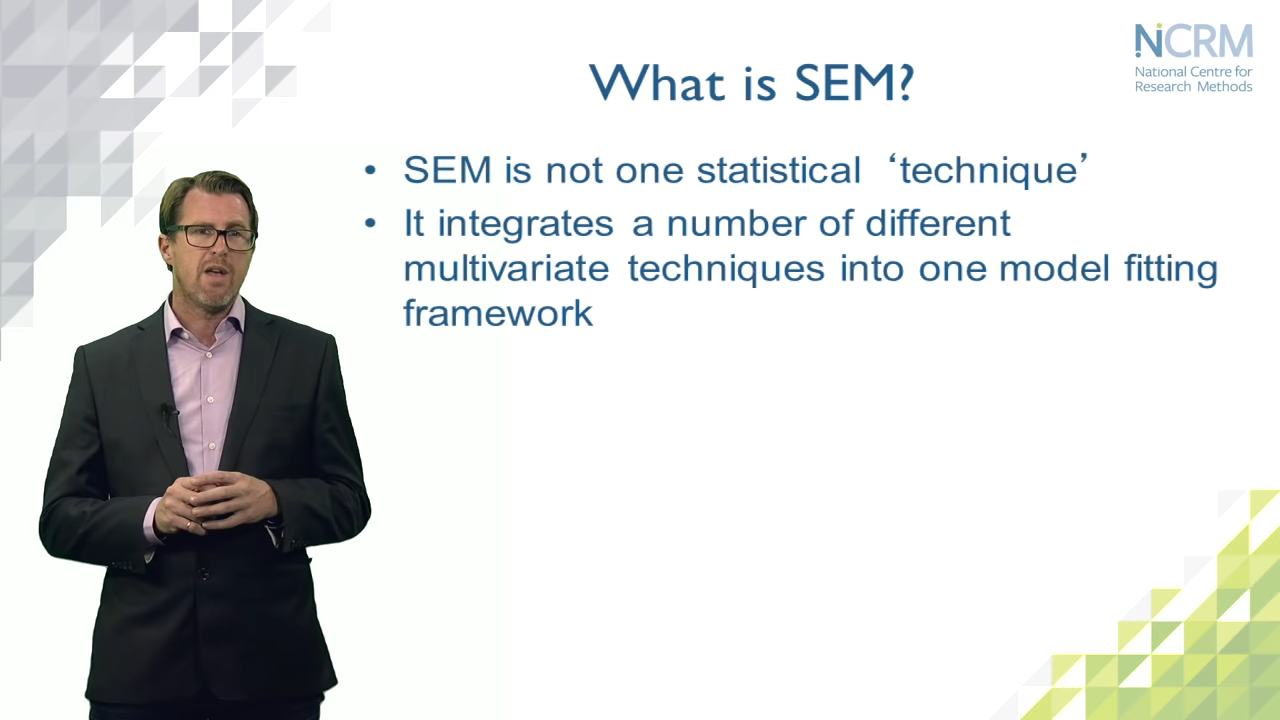 NCRM
National Centre for
Research Methods
What is SEM?
• SEM is not one statistical ‘technique’
• It integrates a number of different
multivariate techniques into one model fitting
framework